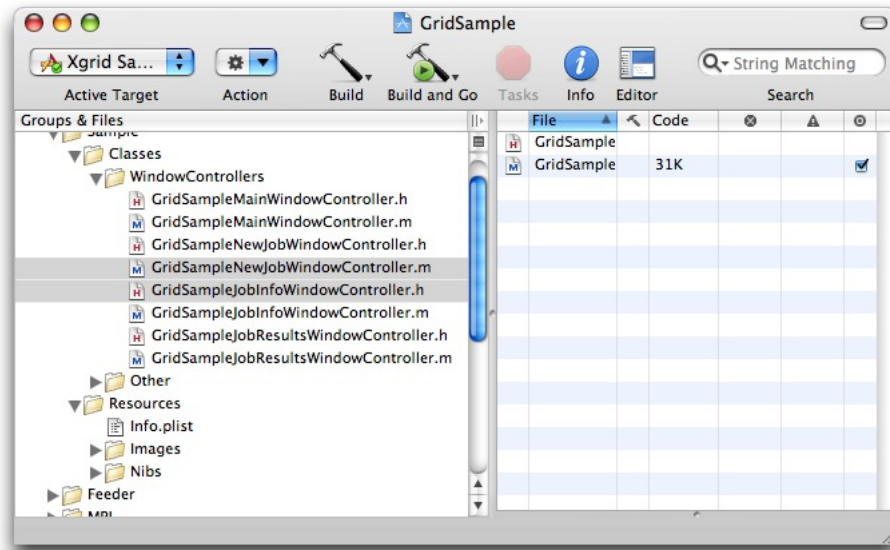 GridSample
Xgrid Sa...
String Matching
Active Target Action Build Build and Go Tasks Info Editor Search
Groups & Files
File Code
Sample
Classes
WindowControllers
GridSampleMainWindowController.h
GridSampleMainWindowController.m
GridSampleNewJobWindowController.h
GridSampleNewJobWindowController.m
GridSampleJobInfoWindowController.h
GridSampleJobInfoWindowController.m
GridSampleJobResultsWindowController.h
GridSampleJobResultsWindowController.m
Other
Resources
Info.plist
Images
Nibs
Feeder
MPI
H GridSample
M GridSample 31K